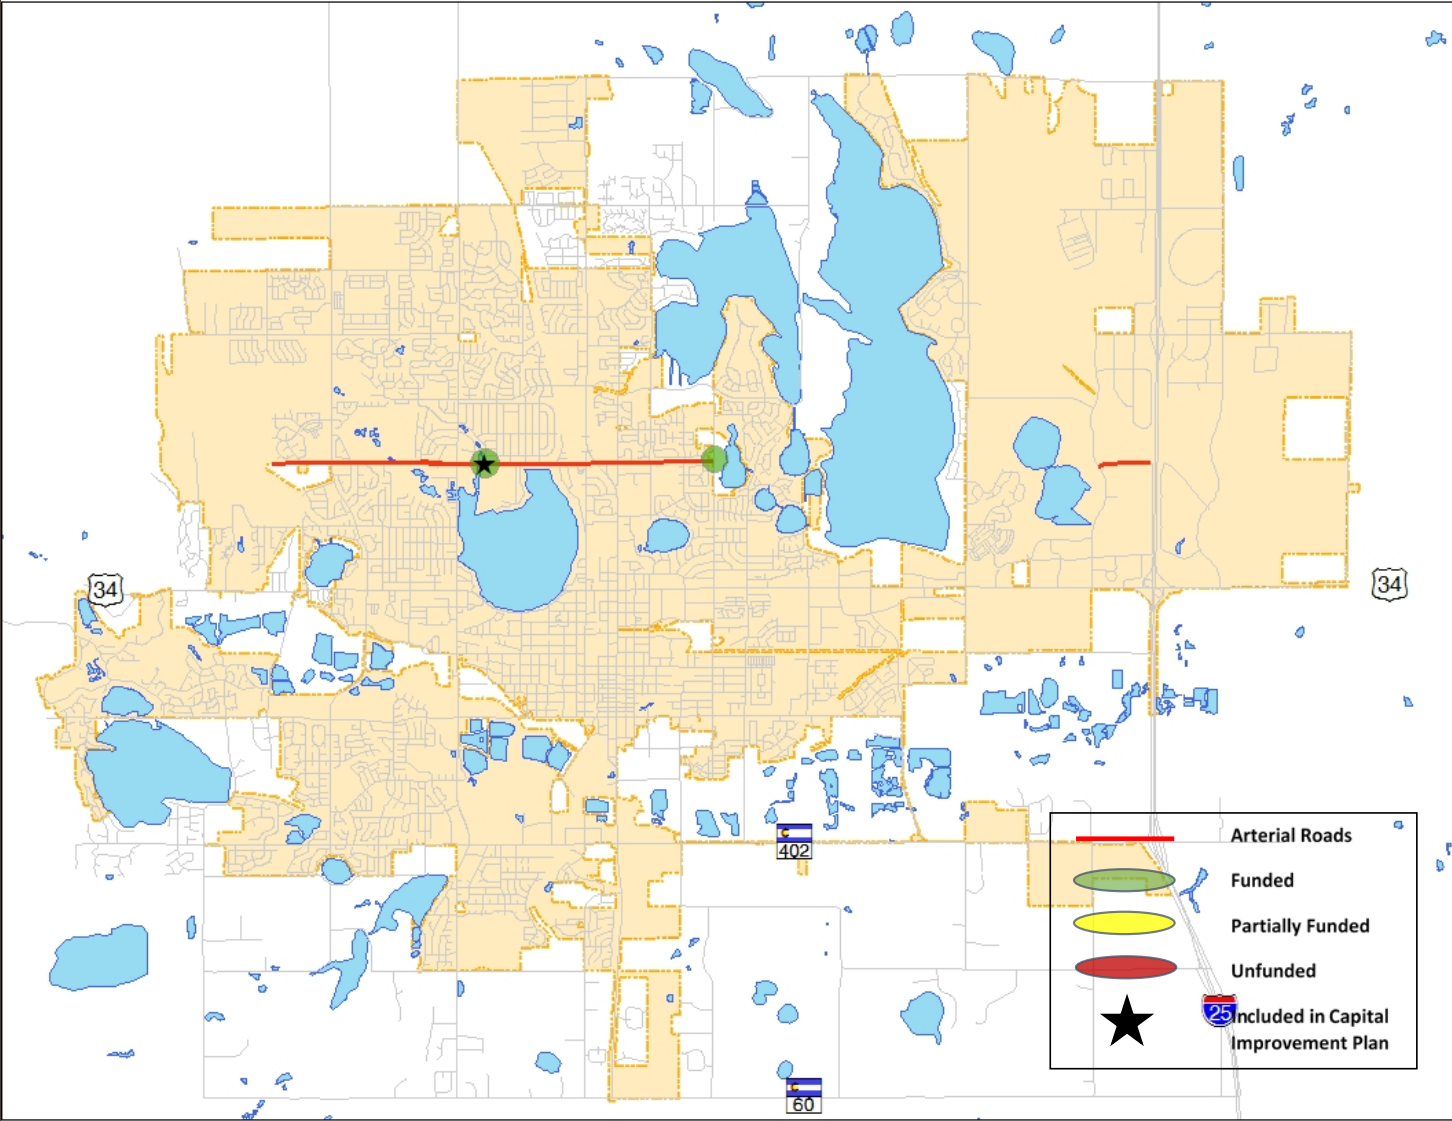 34
34
C
402
Arterial Roads
Funded
Partially Funded
Unfunded
25
Included in Capital
Improvement Plan
C
60